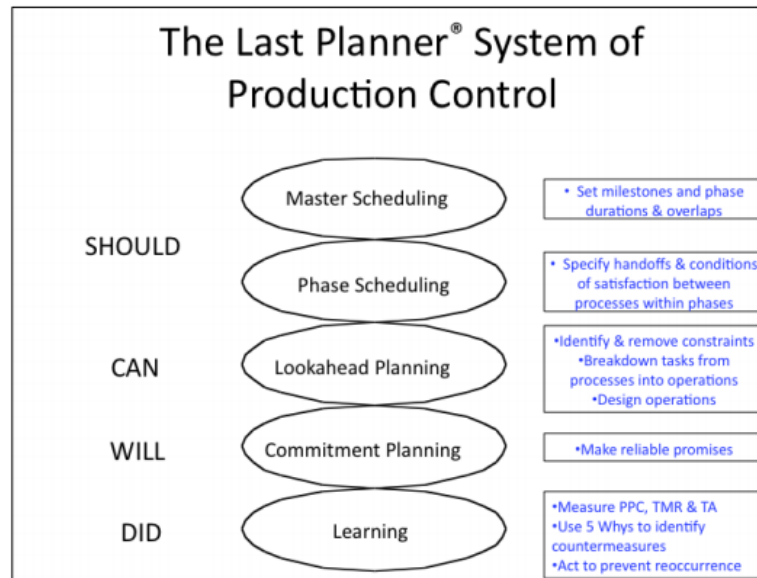 The Last Planner® System of
Production Control
SHOULD
Master Scheduling
• Set milestones and phase
durations & overlaps
Phase Scheduling
• Specify handoffs & conditions
of satisfaction between
processes within phases
CAN
Lookahead Planning
•Identify & remove constraints
•Breakdown tasks from
processes into operations
•Design operations
WILL
Commitment Planning
•Make reliable promises
DID
Learning
•Measure PPC, TMR & TA
•Use 5 Whys to identify
countermeasures
•Act to prevent reoccurrence